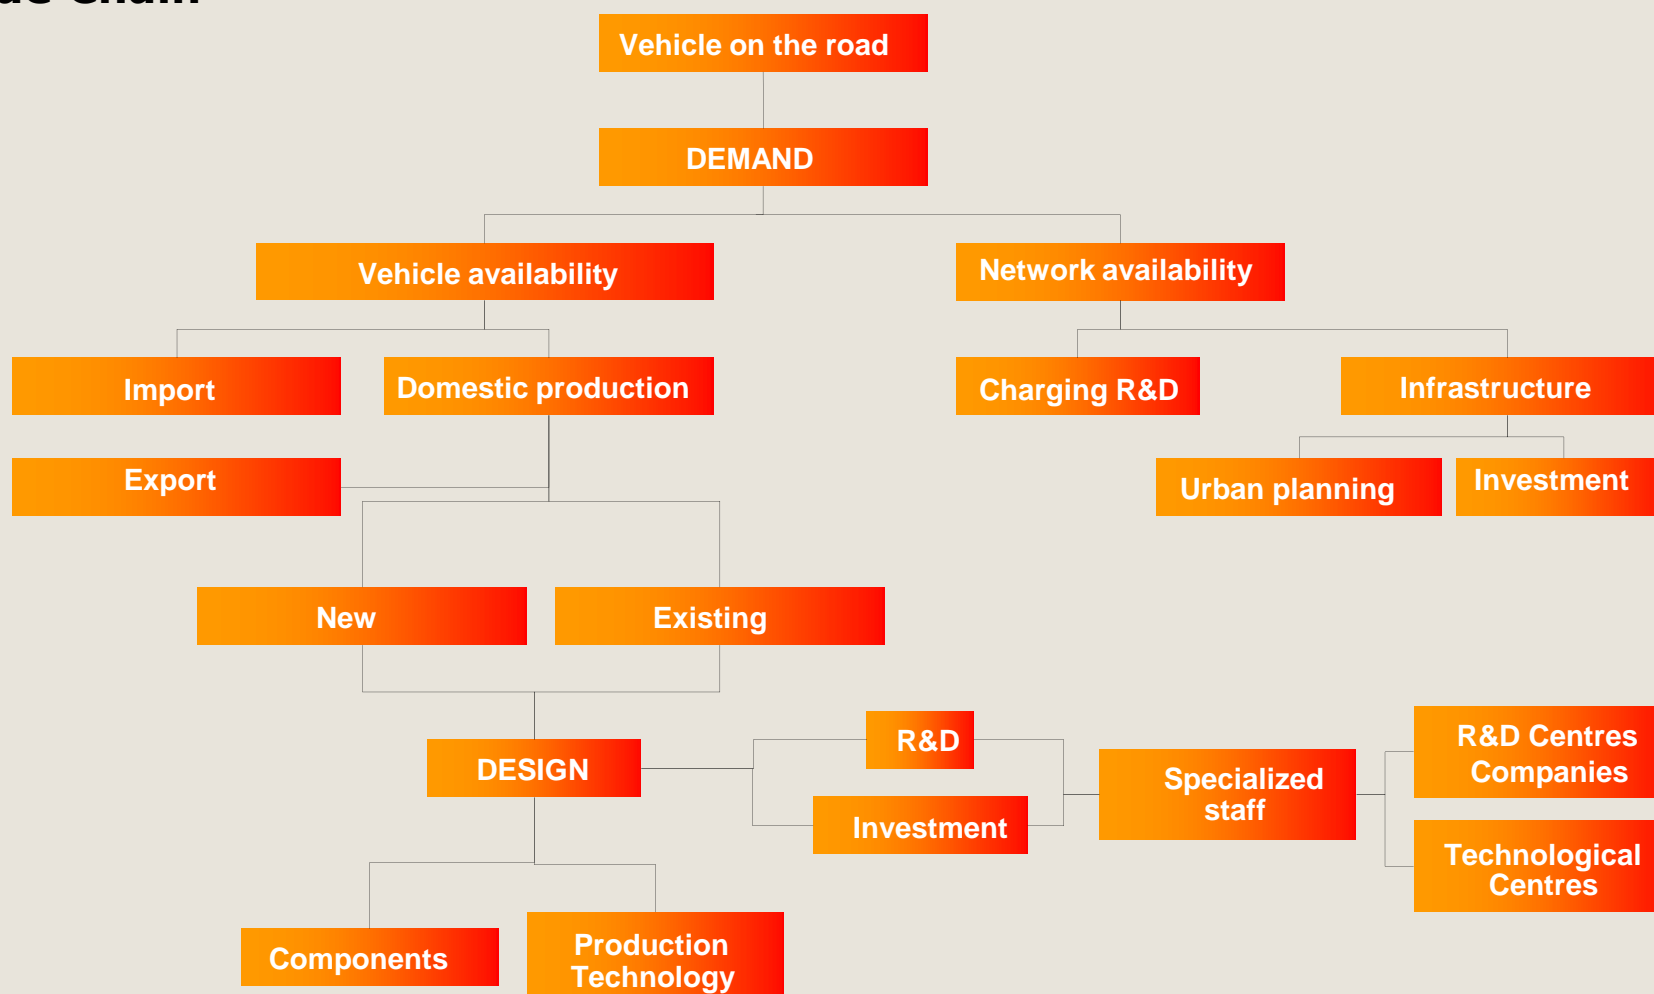 Chain
Vehicle on the road
DEMAND
Vehicle availability
Network availability
Import
Domestic production
Charging R&D
Infrastructure
Export
Urban planning
Investment
New
Existing
R&D
DESIGN
Investment
Specialized
staff
R&D Centres
Companies
Technological
Centres
Components
Production
Technology